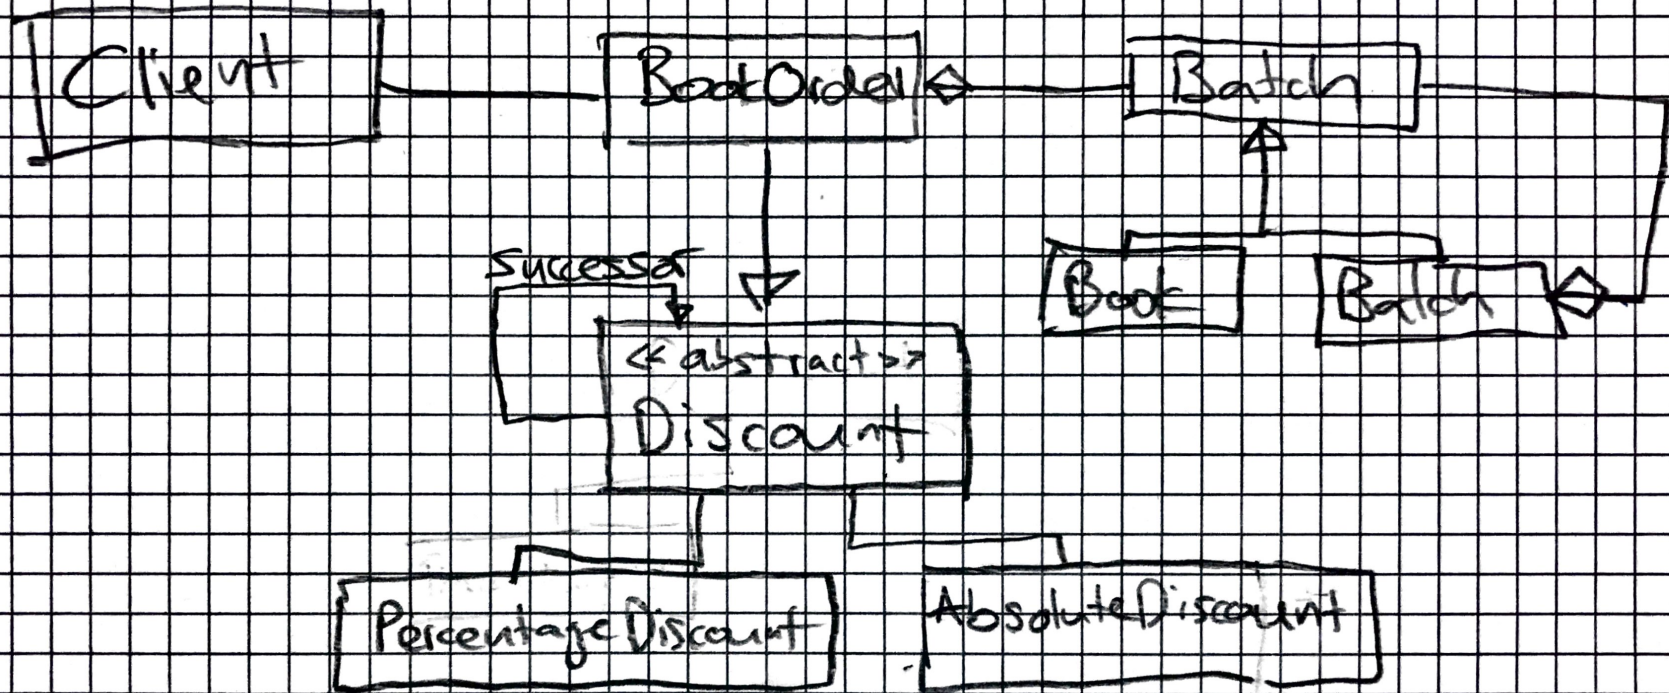 Client
BookOrder
Batch
Successor
Book
Batch
<< abstract >>
Discount
PercentageDiscount
AbsoluteDiscount